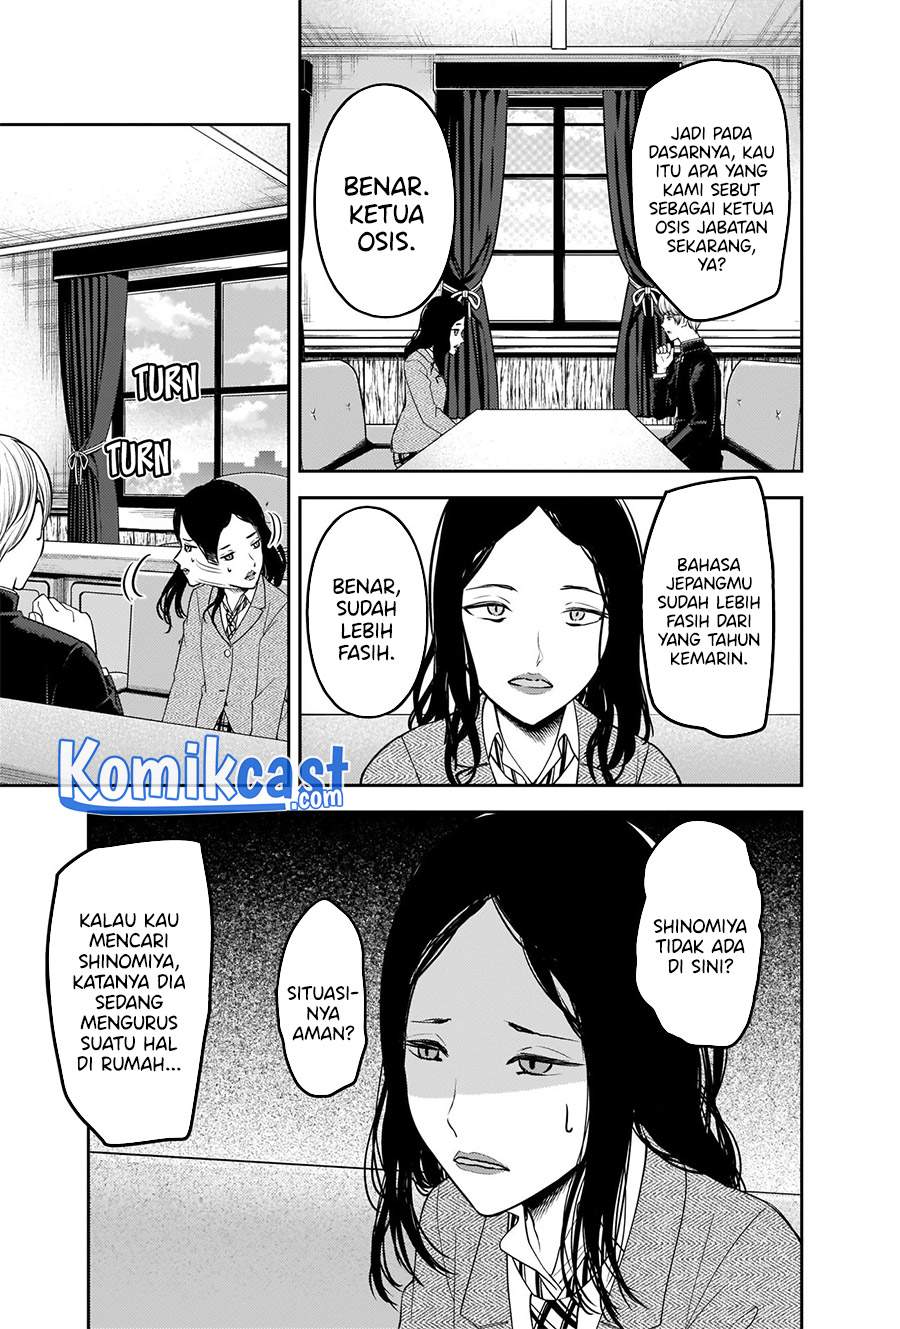 JADI PADA
DASARNYA, KAU
ITU APA YANG
KAMI SEBUT
SEBAGAI KETUA
OSIS JABATAN
SEKARANG,
YA?
BENAR.
KETUA
OSIS.
BAHASA
JEPANGMU
SUDAH LEBIH
FASIH DARI
YANG TAHUN
KEMARIN.
BENAR,
SUDAH
LEBIH
FASIH.
TURN
TURN
SHINOMIYA
TIDAK ADA
DI SINI?
SITUASI-
NYA
AMAN?
KALAU KAU
MENCARI
SHINOMIYA,
KATANYA DIA
SEDANG
MENGURUS
SUATU HAL
DI RUMAH...
Komikcast
.com